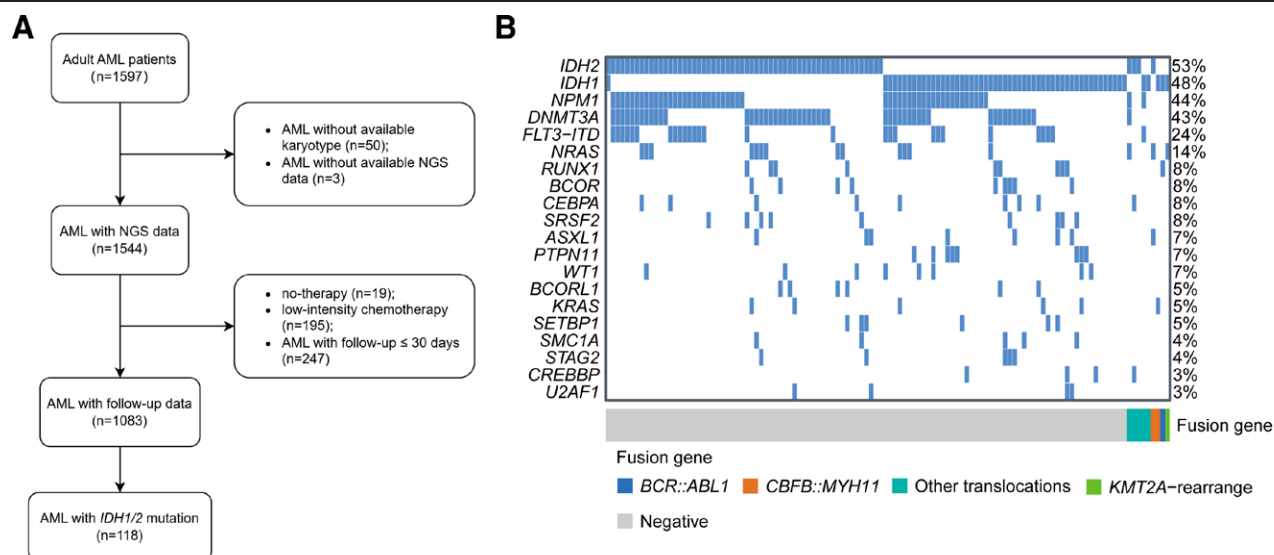 A
Adult AML patients
(n=1597)
• AML without available
karyotype (n=50);
• AML without available NGS
data (n=3)
AML with NGS data
(n=1544)
• no-therapy (n=19);
• low-intensity chemotherapy
(n=195);
• AML with follow-up ≤ 30 days
(n=247)
AML with follow-up data
(n=1083)
AML with IDH1/2 mutation
(n=118)
B
IDH2 53%
IDH1 48%
NPM1 44%
DNMT3A 43%
FLT3−ITD 24%
NRAS 14%
RUNX1 8%
BCOR 8%
CEBPA 8%
SRSF2 8%
ASXL1 7%
PTPN11 7%
WT1 7%
BCORL1 5%
KRAS 5%
SETBP1 5%
SMC1A 4%
STAG2 4%
CREBBP 3%
U2AF1 3%
Fusion gene
Fusion gene
BCR::ABL1 CBFB::MYH11 Other translocations KMT2A−rearrange
Negative